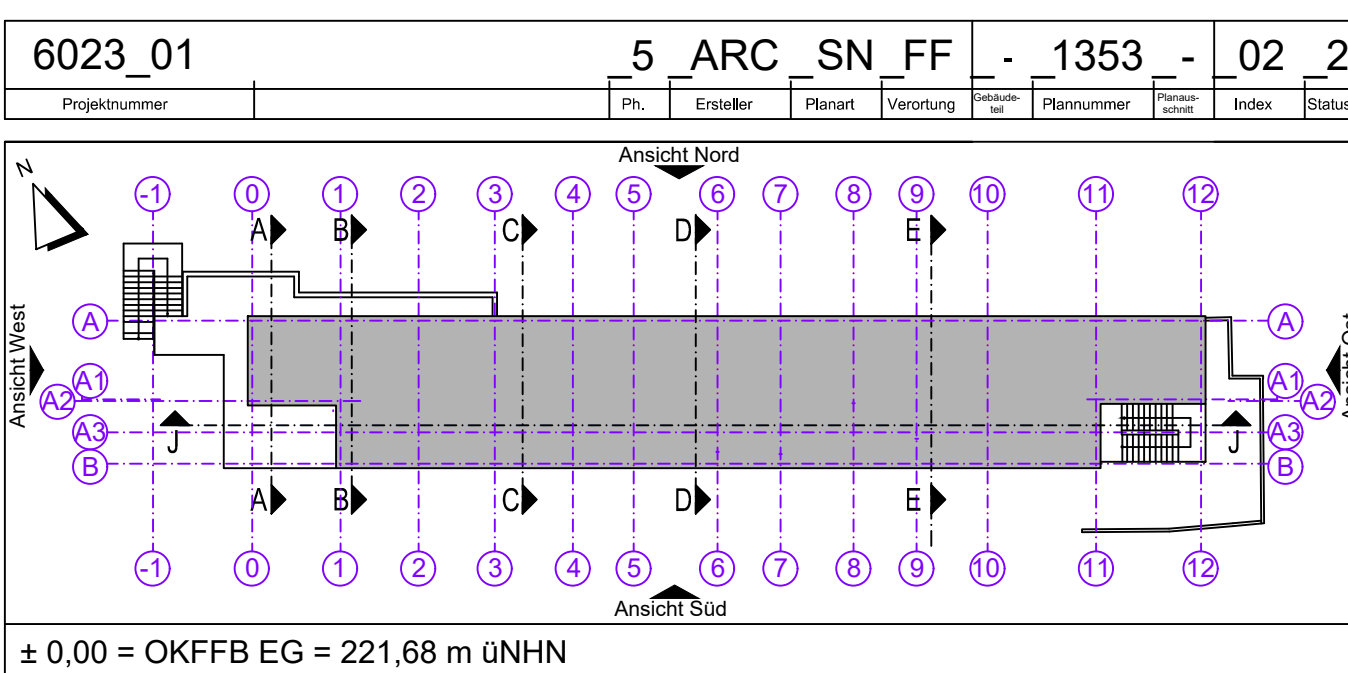 6023_01 _5 _ARC _SN _FF _- _1353 _- _02 _2
Projektnummer Ph. Ersteller Planart Verortung Gebäude-teil Plannummer Planaus-schnitt Index Status
Ansicht Nord
N
-1 0 1 2 3 4 5 6 7 8 9 10 11 12
A B C D E
Ansicht West
Ansicht Ost
A A
A1 A1
A2 A2
A3 J J A3
B B
A B C D E
-1 0 1 2 3 4 5 6 7 8 9 10 11 12
Ansicht Süd
± 0,00 = OKFFB EG = 221,68 m üNHN